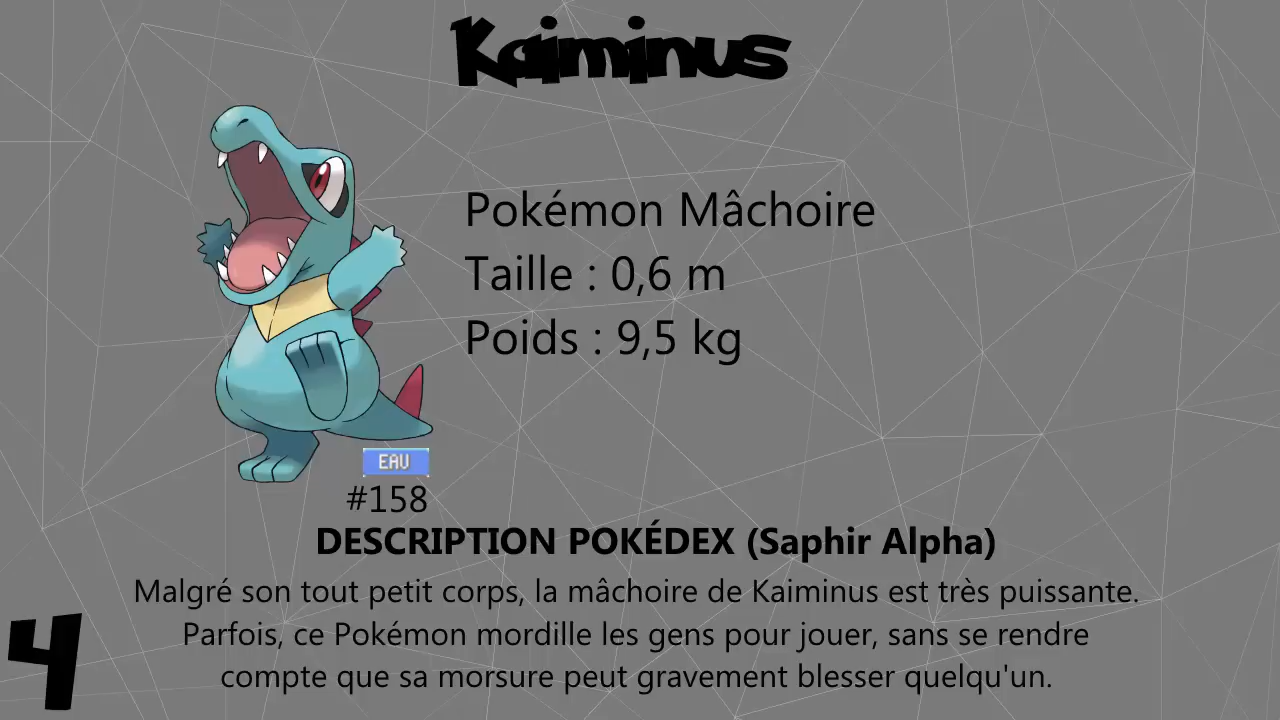 Kaiminus
Pokémon Mâchoire
Taille : 0,6 m
Poids : 9,5 kg
EAU
#158
DESCRIPTION POKÉDEX (Saphir Alpha)
Malgré son tout petit corps, la mâchoire de Kaiminus est très puissante.
Parfois, ce Pokémon mordille les gens pour jouer, sans se rendre
compte que sa morsure peut gravement blesser quelqu'un.
4